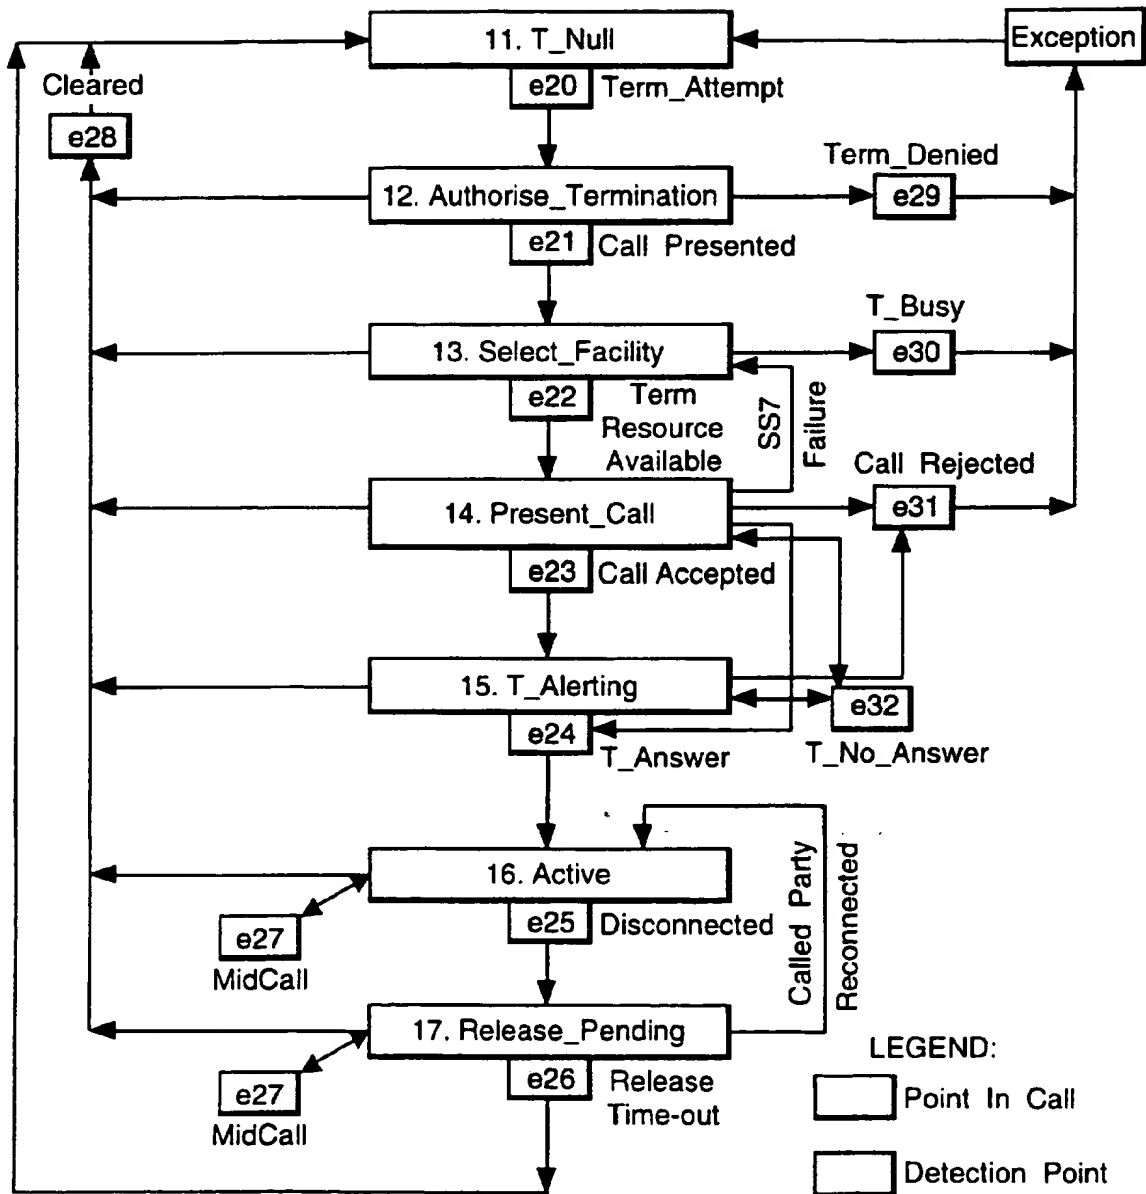 11. T_Null
Exception
e20
Term_Attempt
Cleared
e28
Term_Denied
12. Authorise_Termination
e29
e21
Call Presented
T_Busy
13. Select_Facility
e30
e22
Term
Resource
Available
SS7
Failure
Call Rejected
14. Present_Call
e31
e23
Call Accepted
15. T_Alerting
e32
e24
T_Answer
T_No_Answer
16. Active
Called Party
Reconnected
e25
Disconnected
e27
MidCall
17. Release_Pending
e26
Release
Time-out
e27
MidCall
LEGEND:
Point In Call
Detection Point